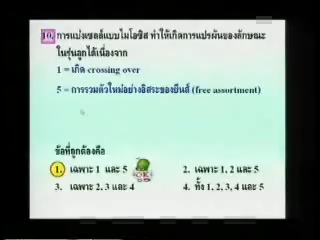 10. การแบ่งเซลล์แบบไมโอซิส ทำให้เกิดการแปรผันของลักษณะ
ในรุ่นลูกได้เนื่องจาก
1 = เกิด crossing over
5 = การรวมตัวใหม่อย่างอิสระของยีนส์ (free assortment)
ข้อที่ถูกต้องคือ
1. เฉพาะ 1 และ 5 OK!
2. เฉพาะ 1, 2 และ 5
3. เฉพาะ 2, 3 และ 4
4. ทั้ง 1, 2, 3, 4 และ 5